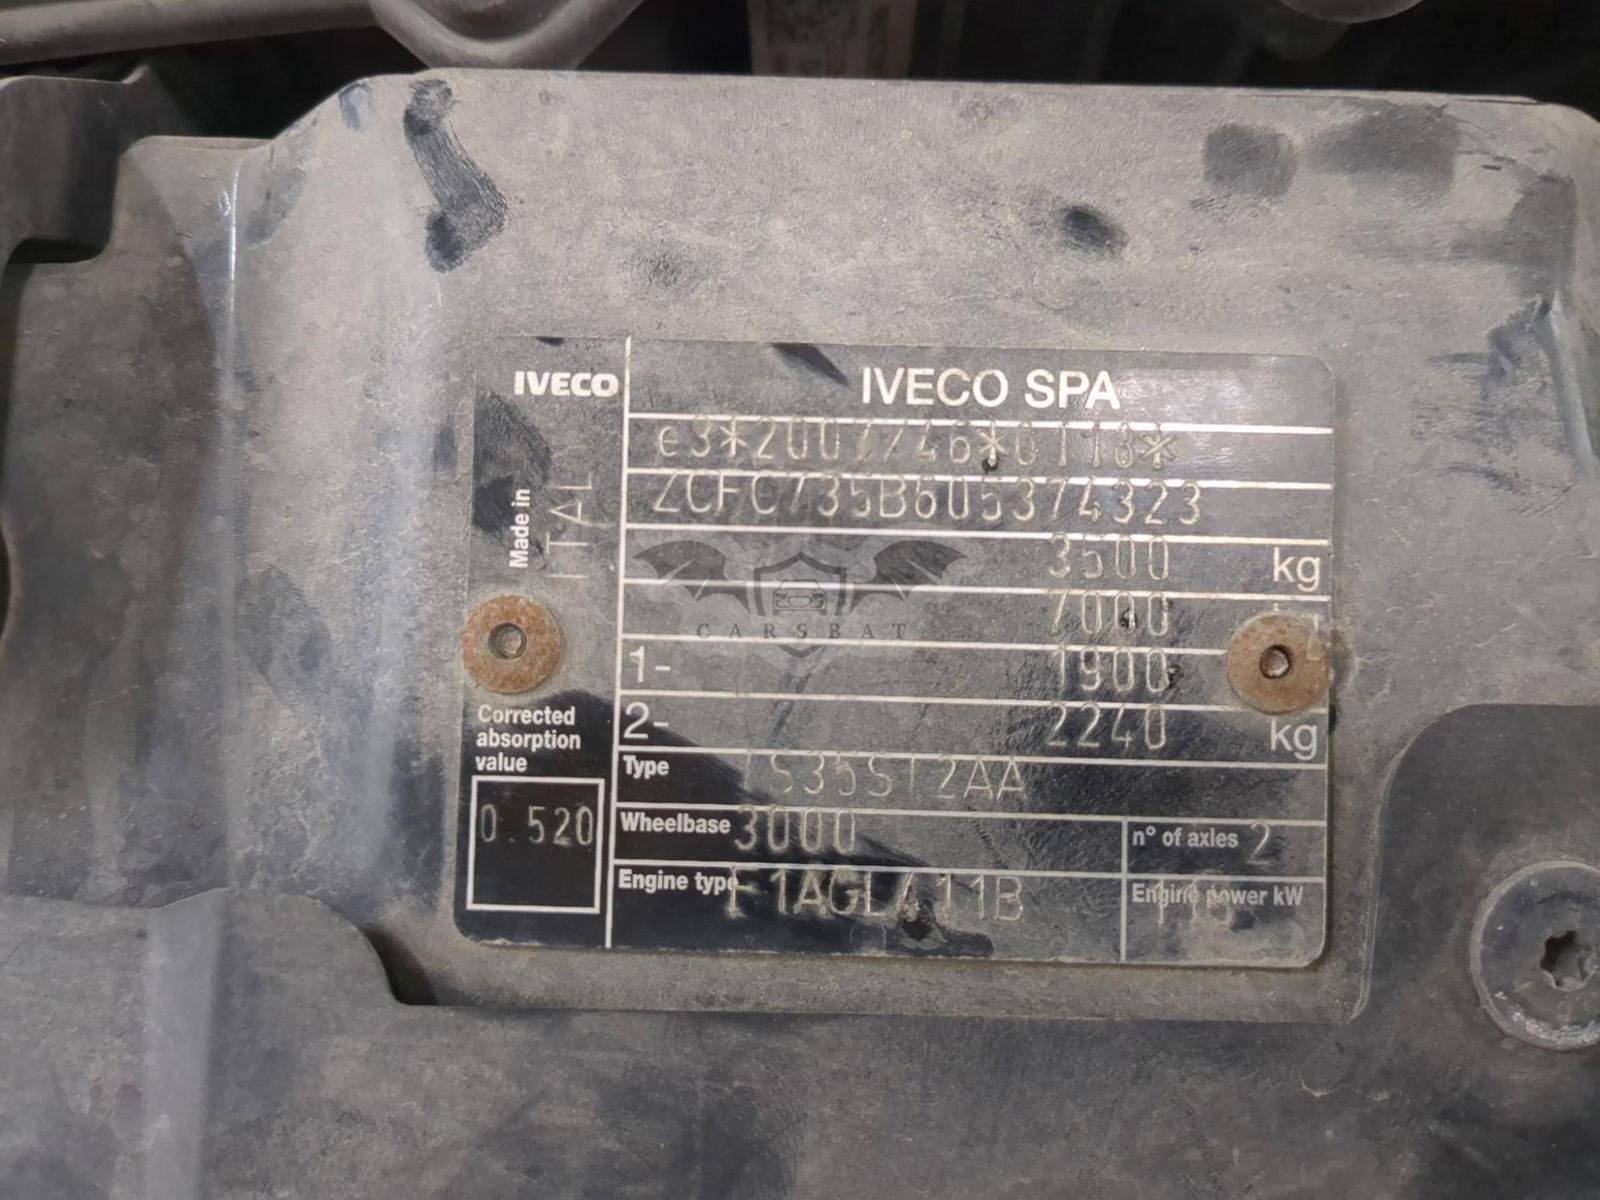 IVECO
IVECO SPA
e3*2007/46*0118*
ZCFC735B605374323
Made in
ITALY
3500 kg
7000
1- 1900
2- 2240 kg
CARSBAT
Corrected
absorption
value
0.520
Type
Wheelbase 3000
n° of axles 2
Engine type F1AGL411B
Engine power kW